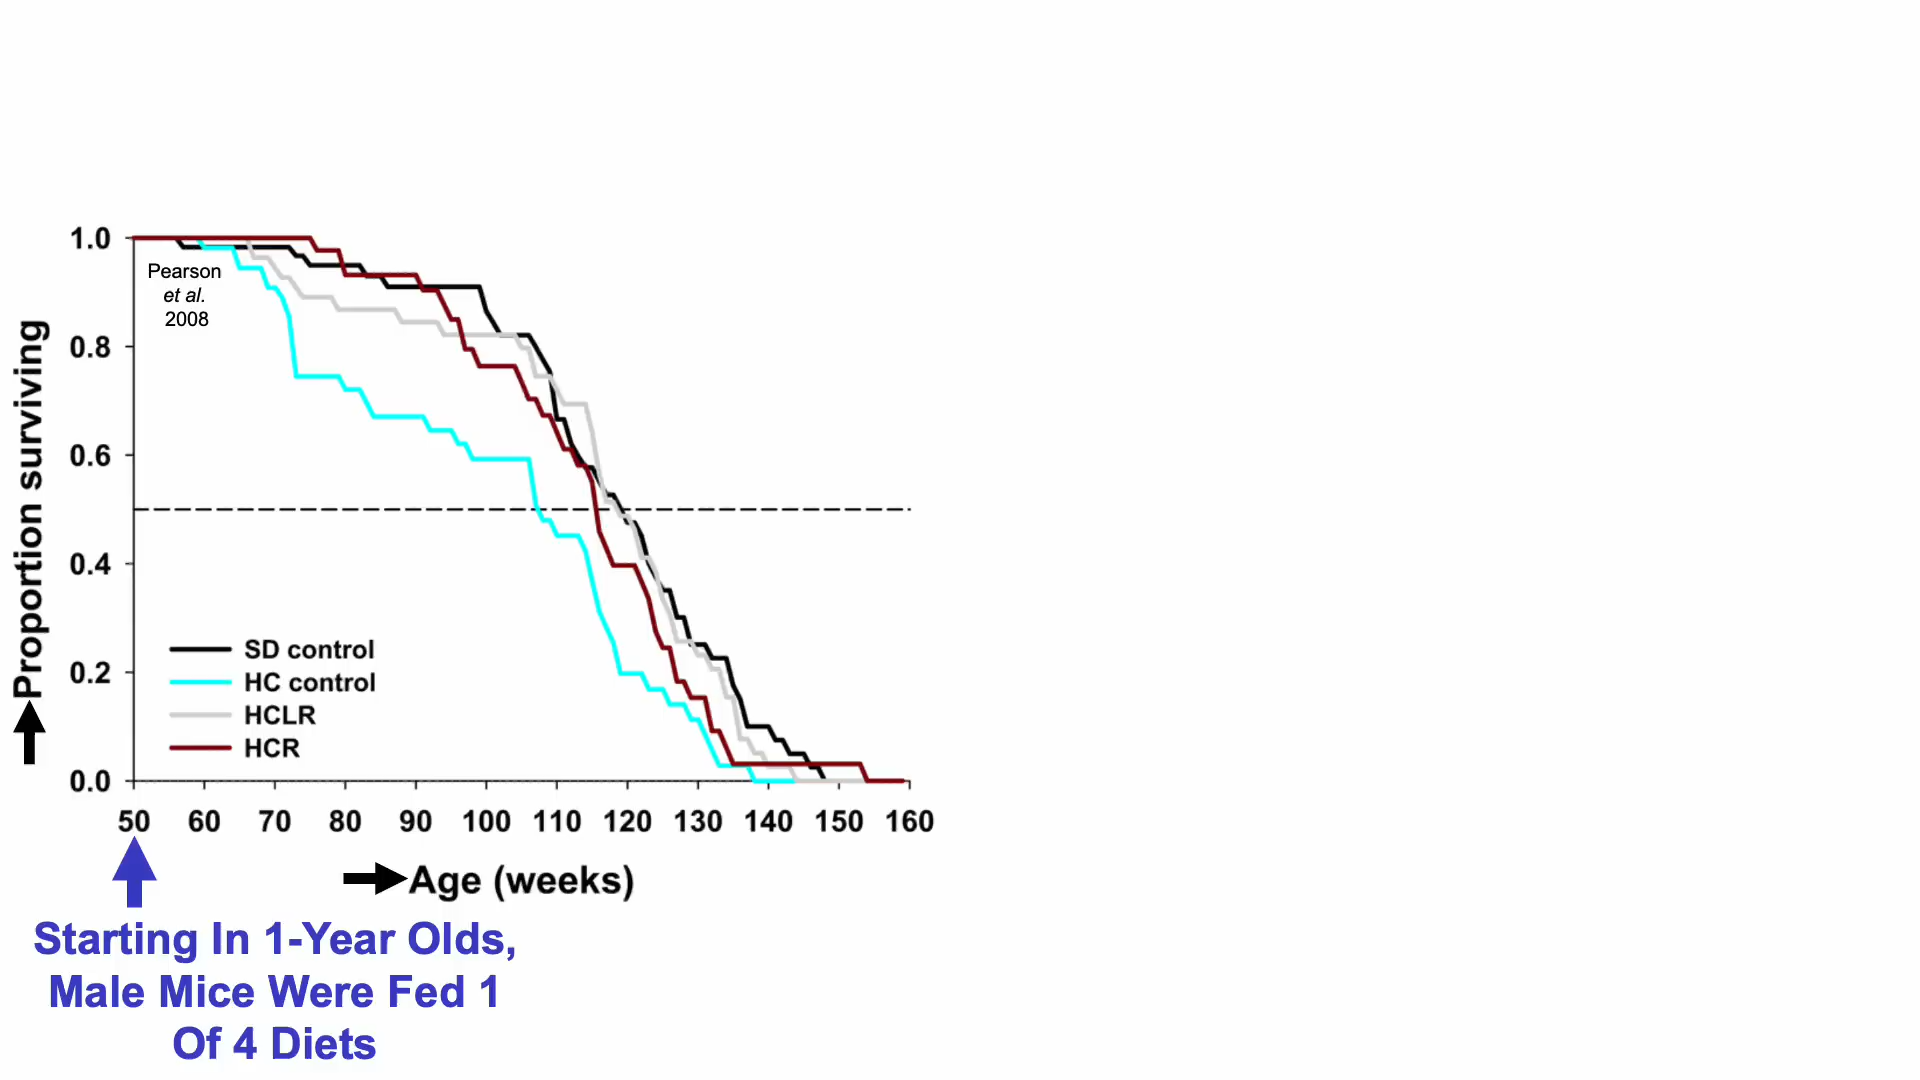 1.0
Pearson
et al.
2008
0.8
0.6
0.4
0.2
0.0
Proportion surviving
SD control
HC control
HCLR
HCR
50 60 70 80 90 100 110 120 130 140 150 160
Age (weeks)
Starting In 1-Year Olds,
Male Mice Were Fed 1
Of 4 Diets